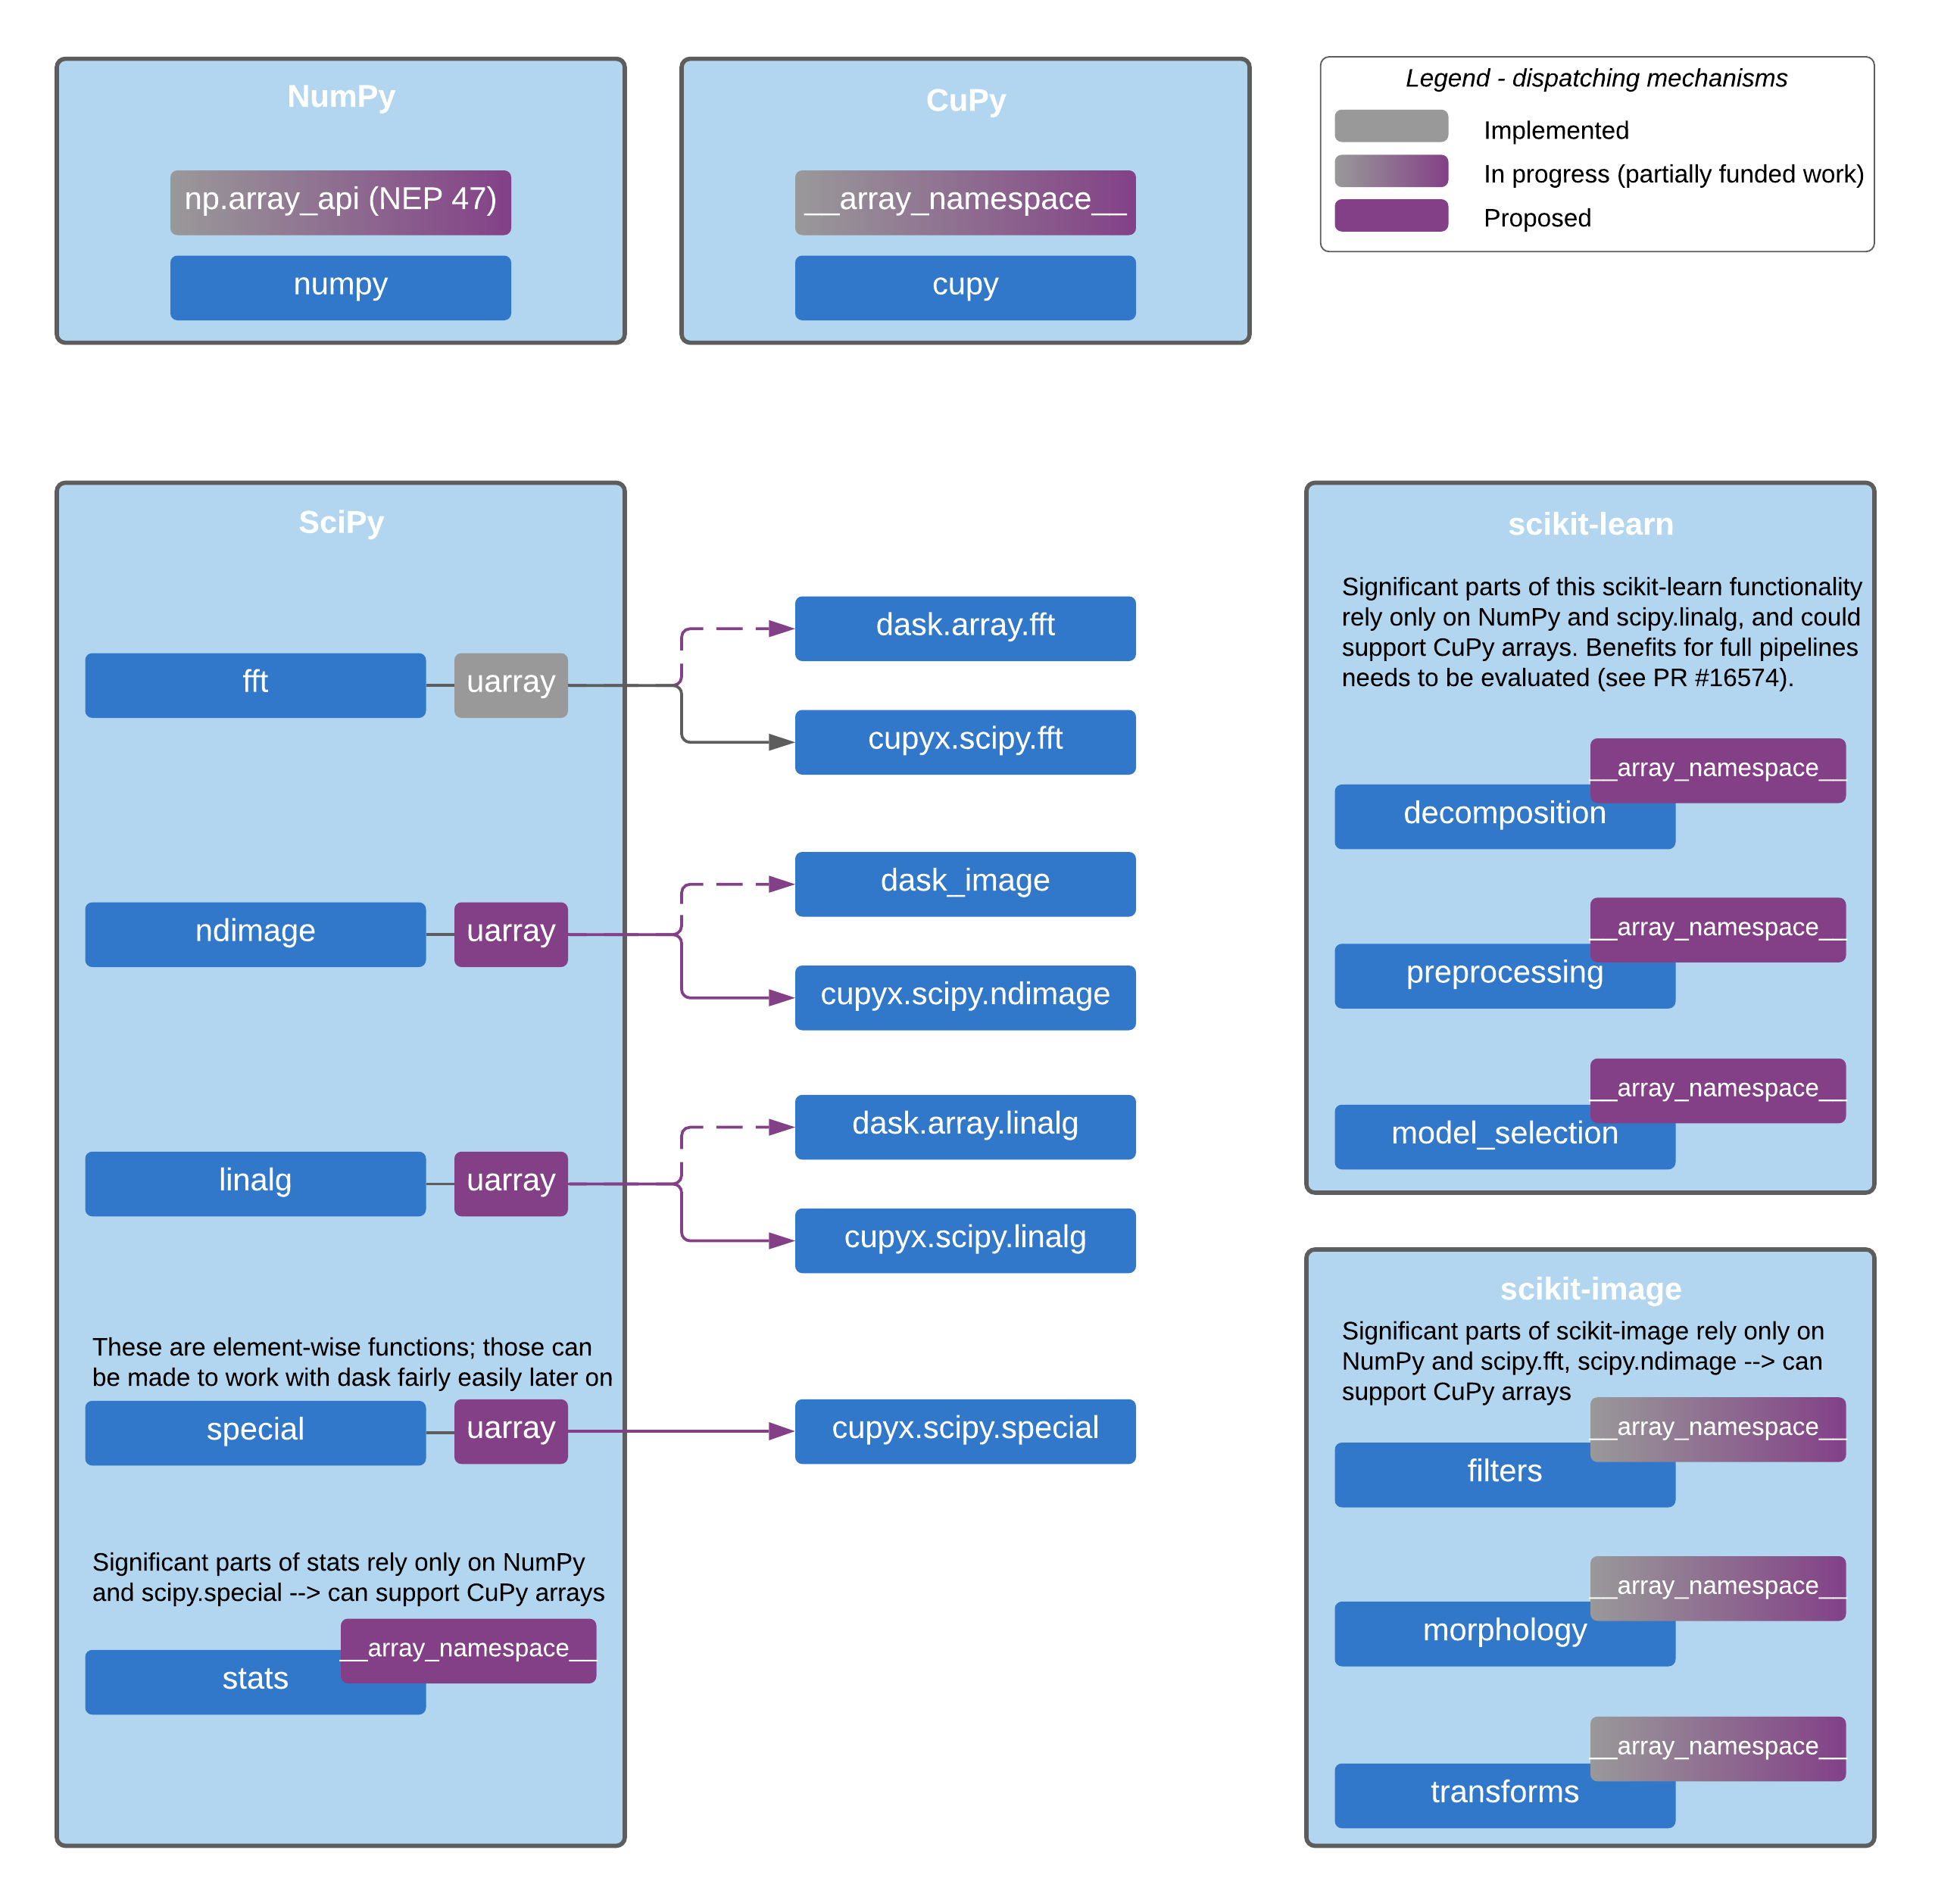 NumPy
np.array_api (NEP 47)
numpy
CuPy
__array_namespace__
cupy
Legend - dispatching mechanisms
Implemented
In progress (partially funded work)
Proposed
SciPy
fft
uarray
dask.array.fft
cupyx.scipy.fft
ndimage
uarray
dask_image
cupyx.scipy.ndimage
linalg
uarray
dask.array.linalg
cupyx.scipy.linalg
These are element-wise functions; those can
be made to work with dask fairly easily later on
special
uarray
cupyx.scipy.special
Significant parts of stats rely only on NumPy
and scipy.special --> can support CuPy arrays
__array_namespace__
stats
scikit-learn
Significant parts of this scikit-learn functionality
rely only on NumPy and scipy.linalg, and could
support CuPy arrays. Benefits for full pipelines
needs to be evaluated (see PR #16574).
__array_namespace__
decomposition
__array_namespace__
preprocessing
__array_namespace__
model_selection
scikit-image
Significant parts of scikit-image rely only on
NumPy and scipy.fft, scipy.ndimage --> can
support CuPy arrays
__array_namespace__
filters
__array_namespace__
morphology
__array_namespace__
transforms